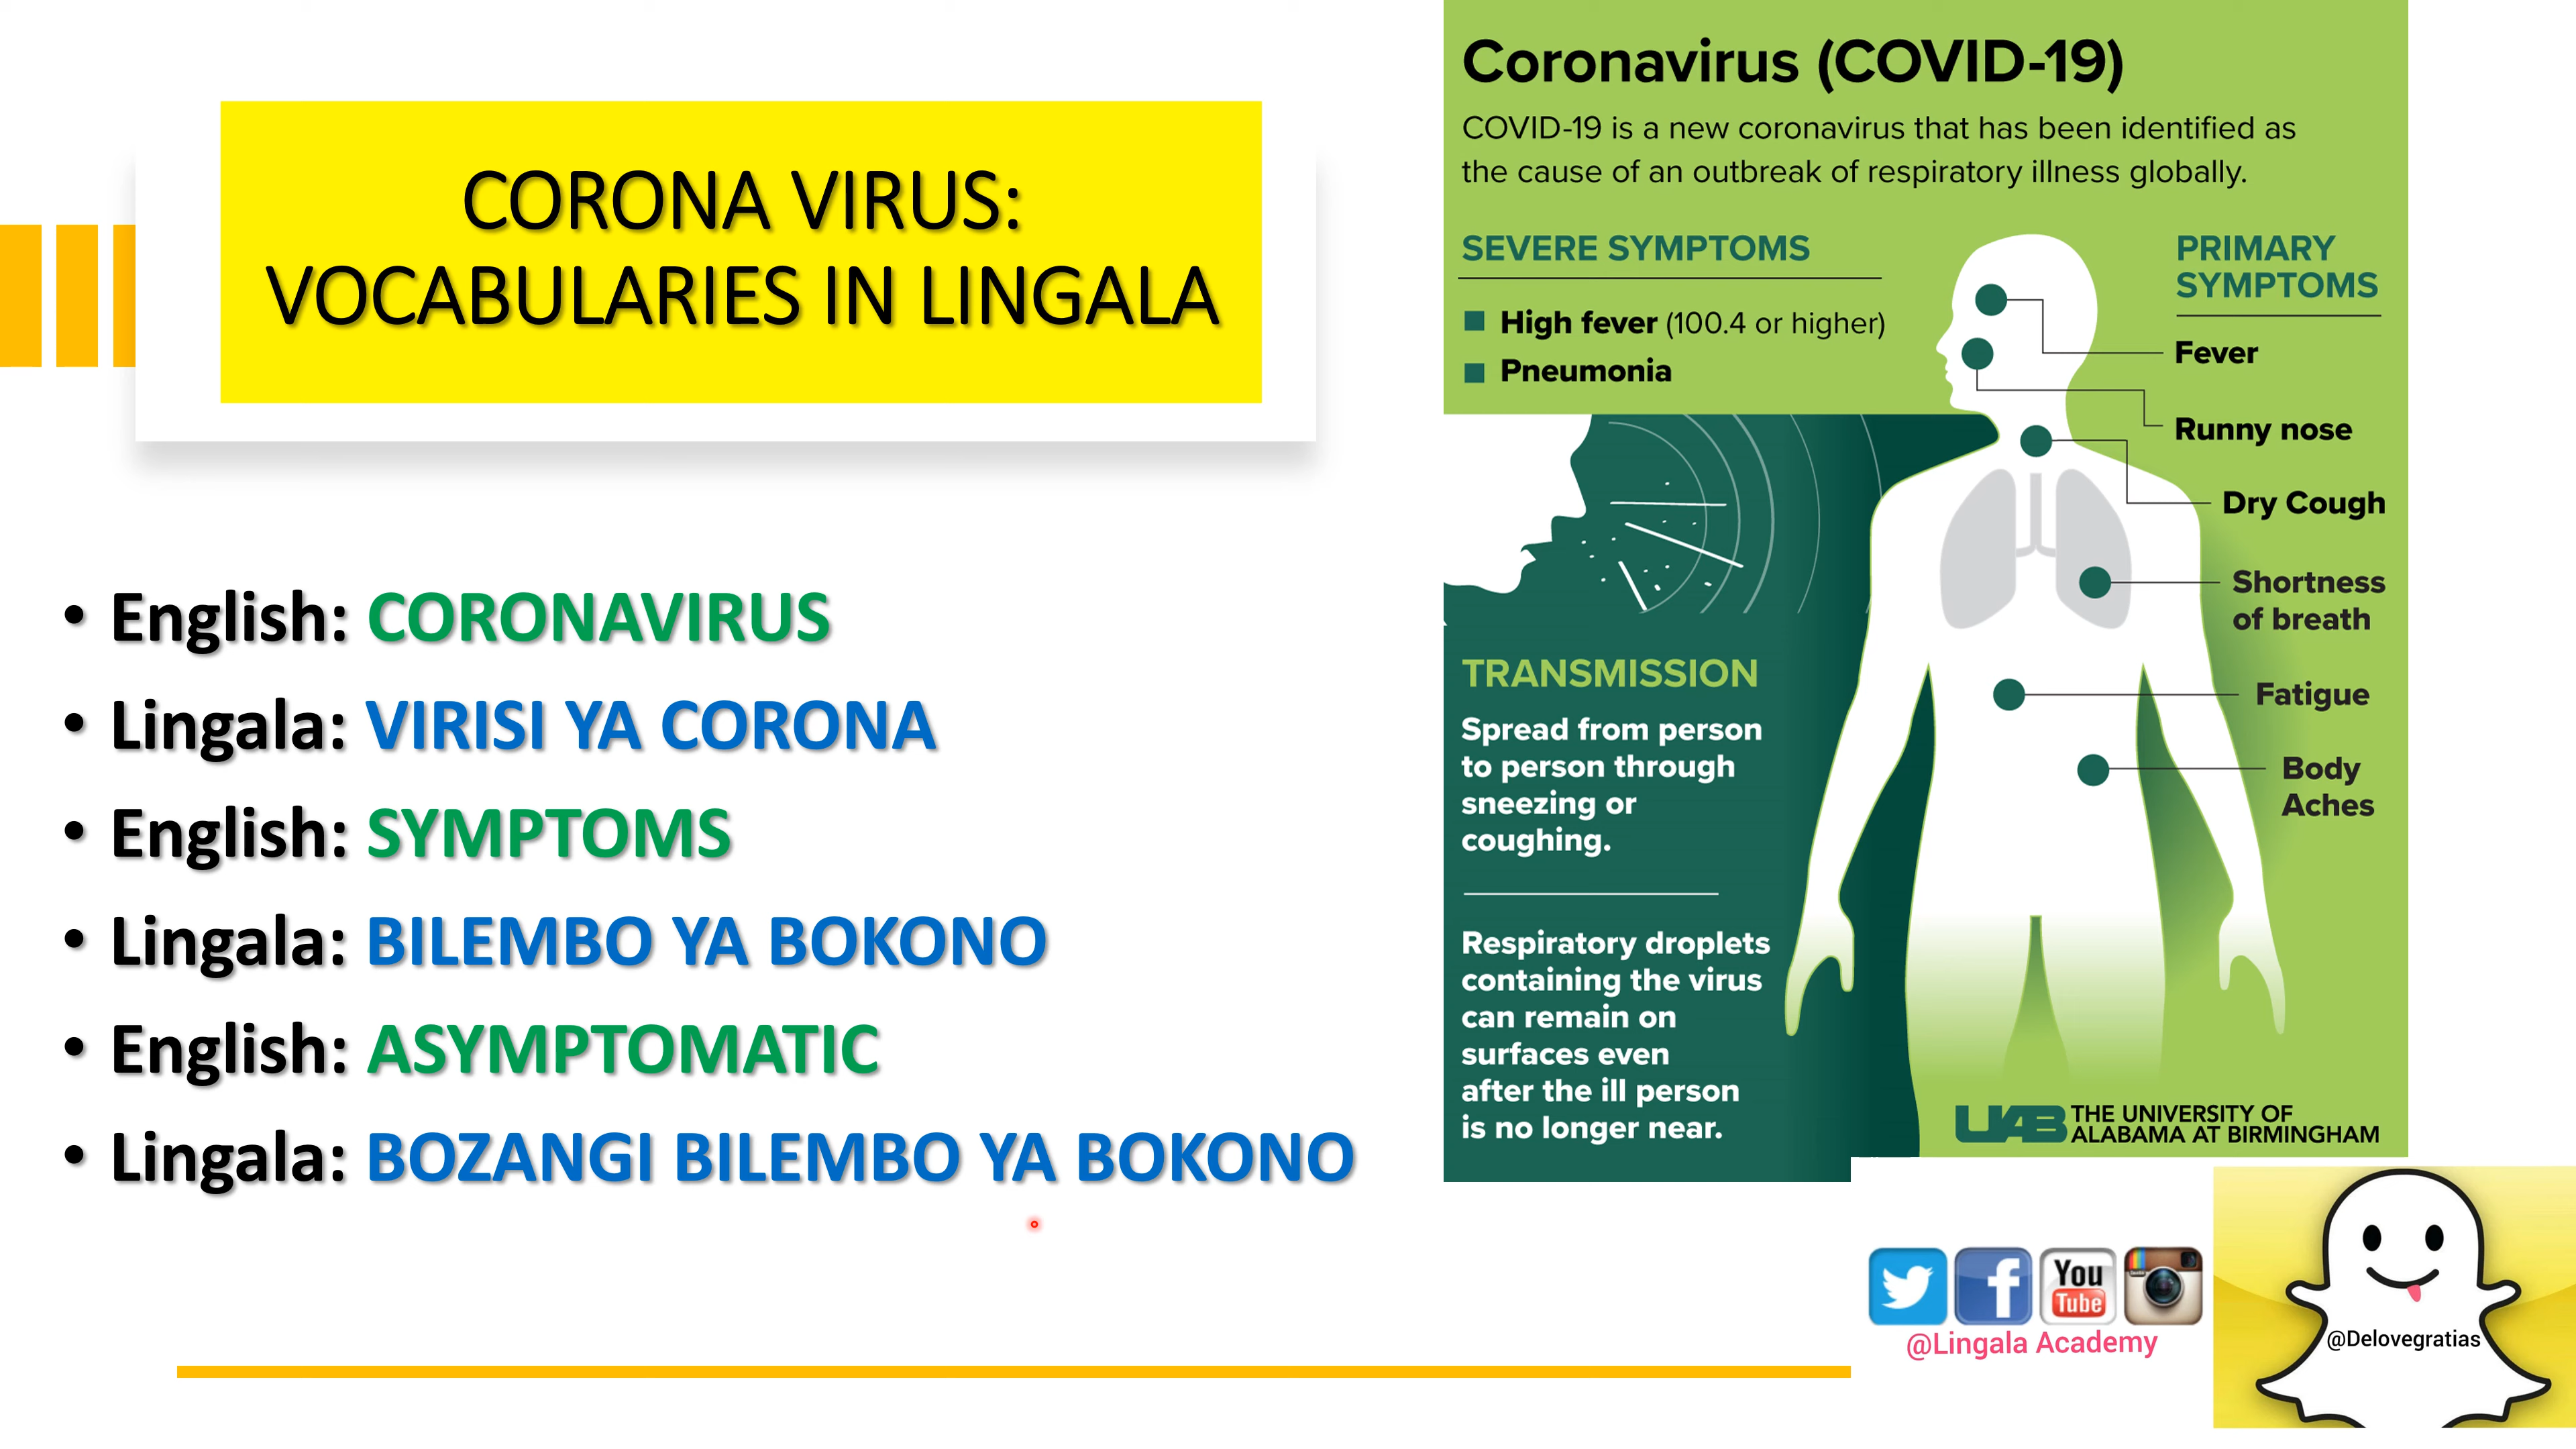 CORONA VIRUS:
VOCABULARIES IN LINGALA
• English: CORONAVIRUS
• Lingala: VIRISI YA CORONA
• English: SYMPTOMS
• Lingala: BILEMBO YA BOKONO
• English: ASYMPTOMATIC
• Lingala: BOZANGI BILEMBO YA BOKONO
Coronavirus (COVID-19)
COVID-19 is a new coronavirus that has been identified as
the cause of an outbreak of respiratory illness globally.
SEVERE SYMPTOMS
High fever (100.4 or higher)
Pneumonia
PRIMARY
SYMPTOMS
Fever
Runny nose
Dry Cough
Shortness
of breath
Fatigue
Body
Aches
TRANSMISSION
Spread from person
to person through
sneezing or
coughing.
Respiratory droplets
containing the virus
can remain on
surfaces even
after the ill person
is no longer near.
UAB THE UNIVERSITY OF
ALABAMA AT BIRMINGHAM
You
Tube
@Lingala Academy
@Delovegratias